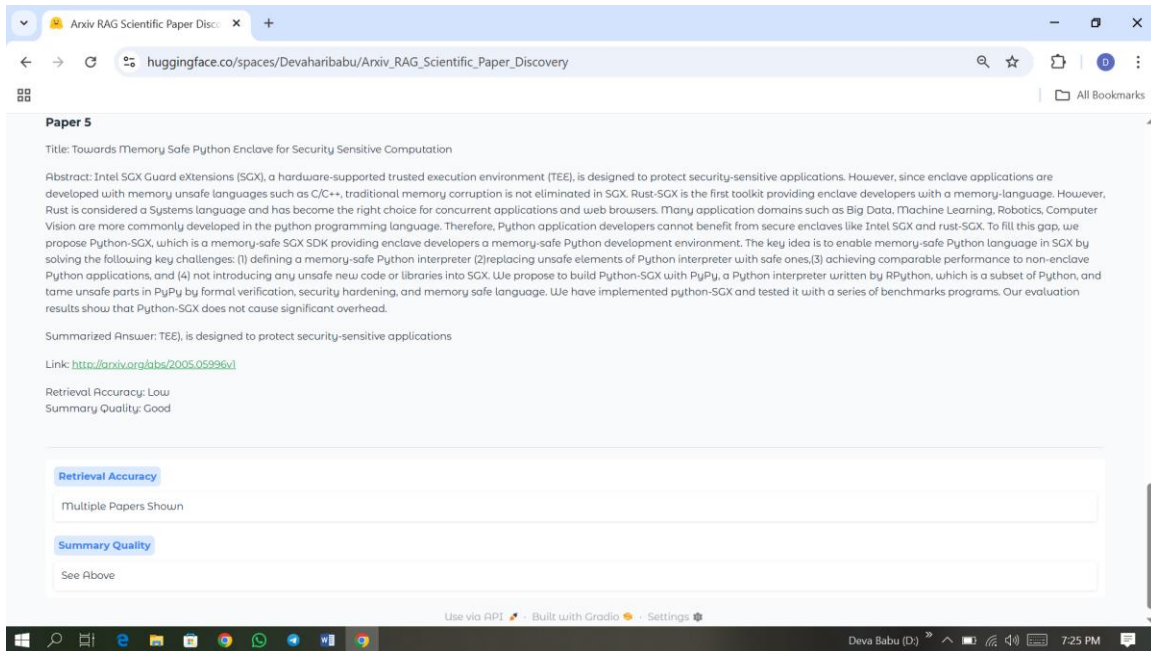 Arxiv RAG Scientific Paper Disc
huggingface.co/spaces/Devaharibabu/Arxiv_RAG_Scientific_Paper_Discovery
D
All Bookmarks
Paper 5
Title: Towards Memory Safe Python Enclave for Security Sensitive Computation
Abstract: Intel SGX Guard eXtensions (SGX), a hardware-supported trusted execution environment (TEE), is designed to protect security-sensitive applications. However, since enclave applications are
developed with memory unsafe languages such as C/C++, traditional memory corruption is not eliminated in SGX. Rust-SGX is the first toolkit providing enclave developers with a memory-language. However,
Rust is considered a Systems language and has become the right choice for concurrent applications and web browsers. Many application domains such as Big Data, Machine Learning, Robotics, Computer
Vision are more commonly developed in the python programming language. Therefore, Python application developers cannot benefit from secure enclaves like Intel SGX and rust-SGX. To fill this gap, we
propose Python-SGX, which is a memory-safe SGX SDK providing enclave developers a memory-safe Python development environment. The key idea is to enable memory-safe Python language in SGX by
solving the following key challenges: (1) defining a memory-safe Python interpreter (2)replacing unsafe elements of Python interpreter with safe ones,(3) achieving comparable performance to non-enclave
Python applications, and (4) not introducing any unsafe new code or libraries into SGX. We propose to build Python-SGX with PyPy, a Python interpreter written by RPython, which is a subset of Python, and
tame unsafe parts in PyPy by formal verification, security hardening, and memory safe language. We have implemented python-SGX and tested it with a series of benchmarks programs. Our evaluation
results show that Python-SGX does not cause significant overhead.
Summarized Answer: TEE), is designed to protect security-sensitive applications
Link: http://arxiv.org/abs/2005.05996v1
Retrieval Accuracy: Low
Summary Quality: Good
Retrieval Accuracy
Multiple Papers Shown
Summary Quality
See Above
Use via API · Built with Gradio · Settings
Deva Babu (D:) 7:25 PM